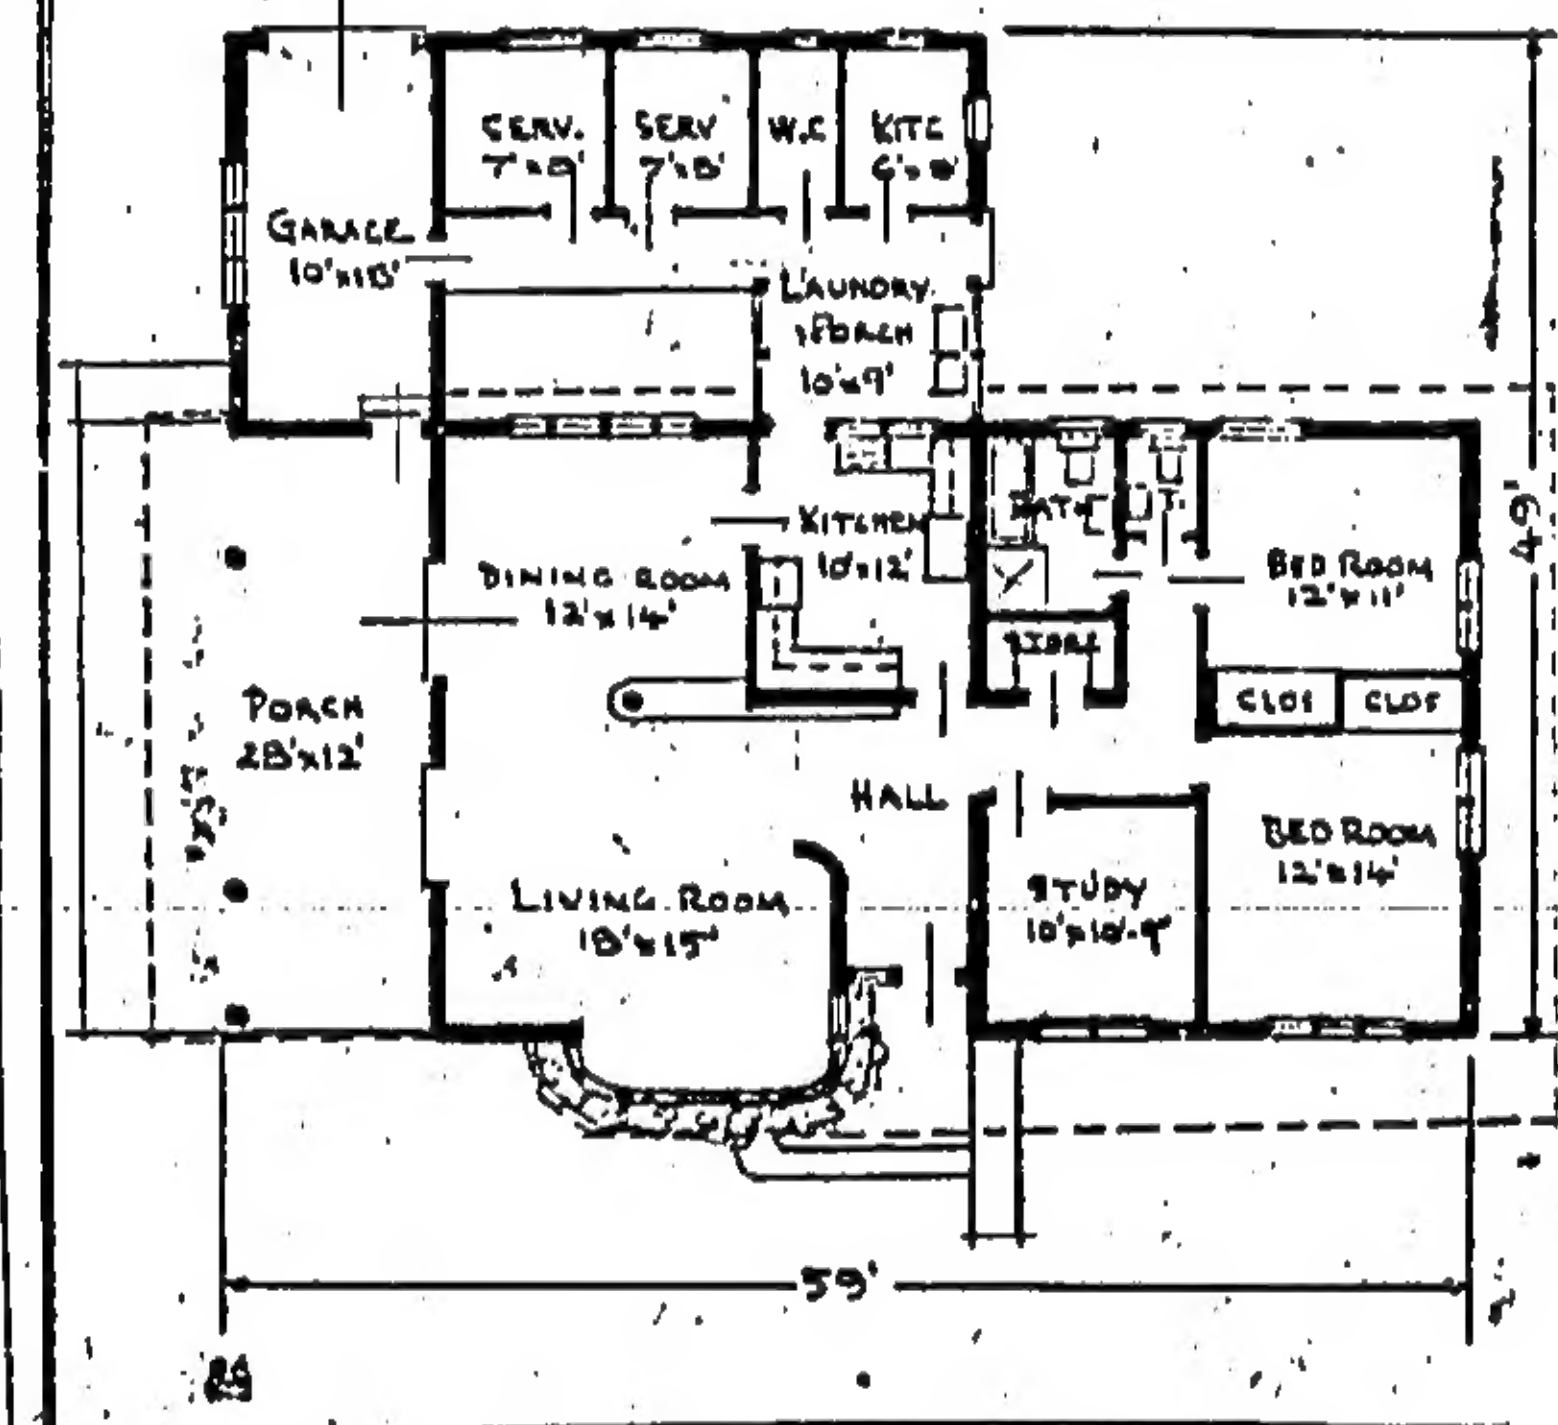 SERV.
7'x8'
SERV
7'x8'
W.C
KITC
6'x8'
GARAGE
10'x18'
LAUNDRY
PORCH
10'x9'
49'
KITCHEN
10'x12'
BATH
T.
BED ROOM
12'x11'
DINING ROOM
12'x14'
STORE
CLOS
CLOS
PORCH
28'x12'
HALL
BED ROOM
12'x14'
LIVING ROOM
18'x15'
STUDY
10'x10'-9"
59'